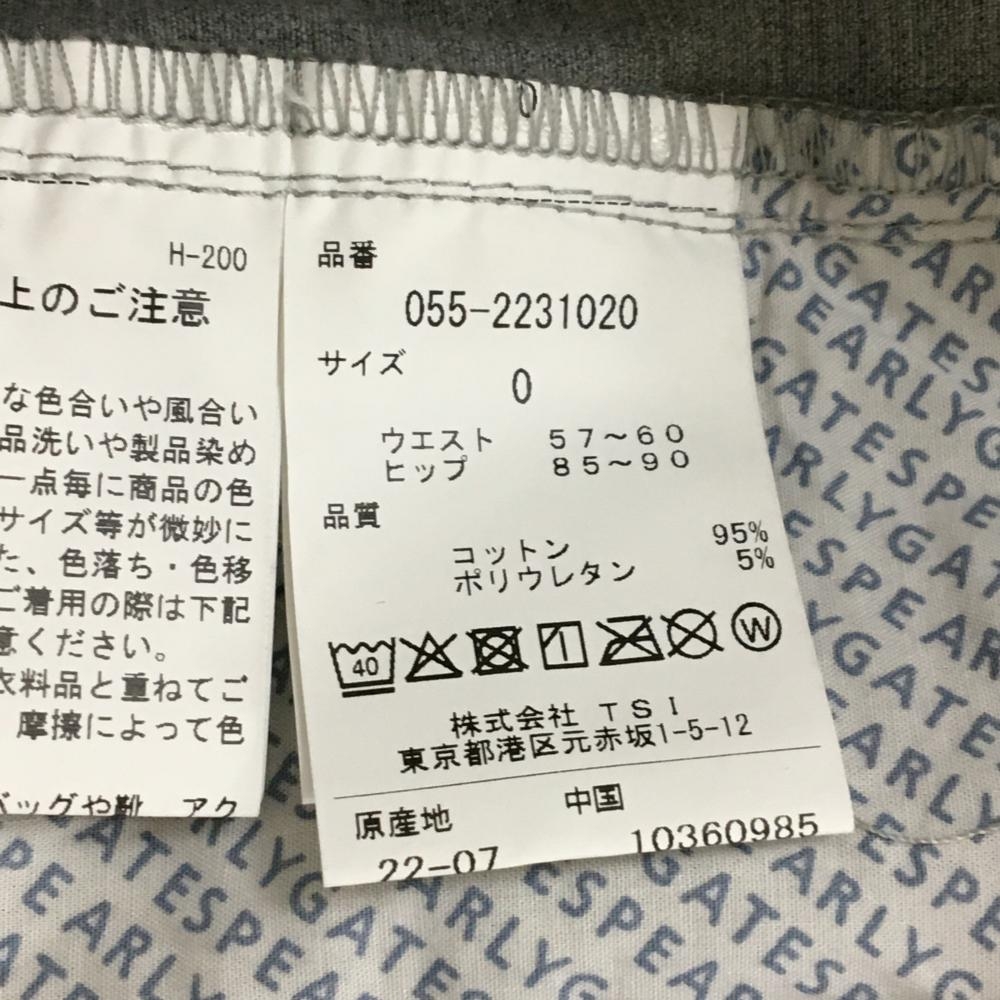 H-200
上のご注意
な色合いや風合い
品洗いや製品染め
一点毎に商品の色
サイズ等が微妙に
た、色落ち・色移
ご着用の際は下記
意ください。
衣料品と重ねてご
摩擦によって色
バッグや靴、アク
品番
055-2231020
サイズ
0
ウエスト 57～60
ヒップ 85～90
品質
コットン 95%
ポリウレタン 5%
40
W
株式会社 TSI
東京都港区元赤坂1-5-12
原産地 中国
22-07 10360985
PEARLYGATES
PEARLYGATES
PEARLYGATES